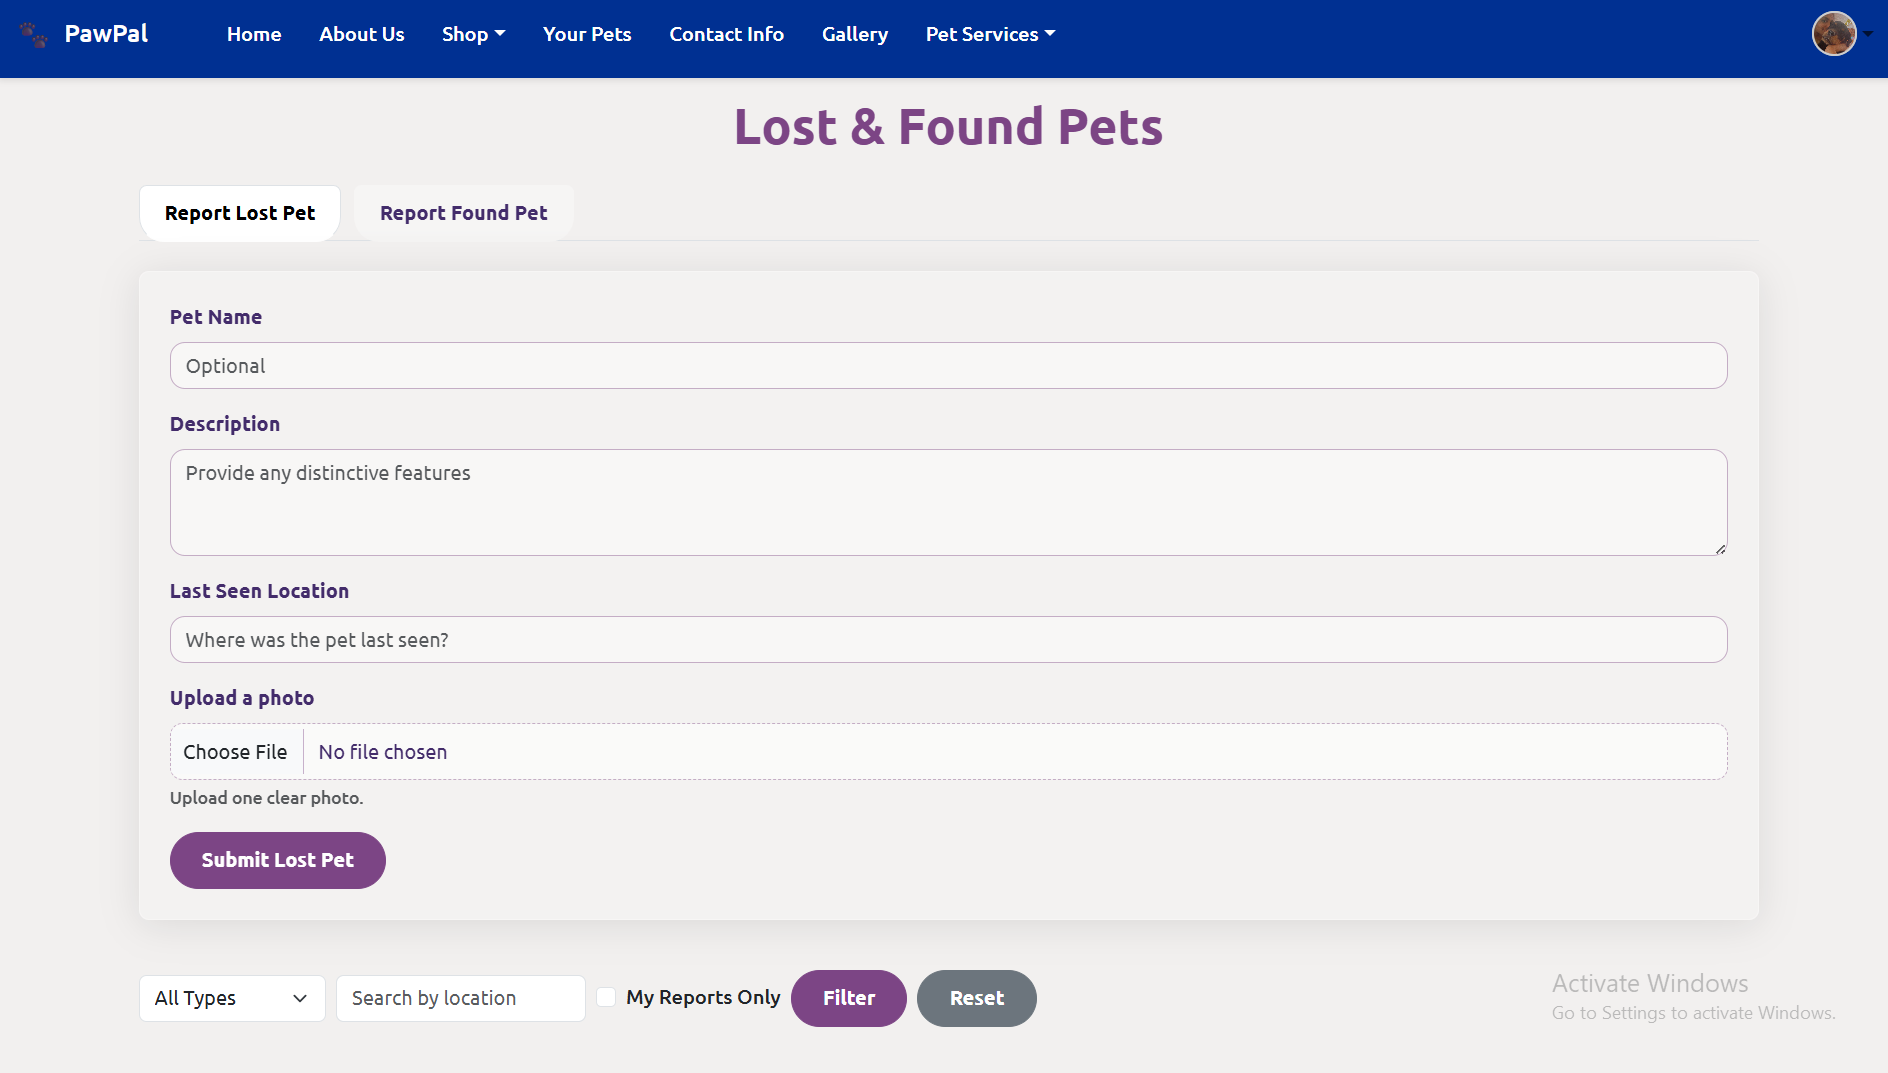 PawPal Home About Us Shop Your Pets Contact Info Gallery Pet Services
Lost & Found Pets
Report Lost Pet Report Found Pet
Pet Name
Optional
Description
Provide any distinctive features
Last Seen Location
Where was the pet last seen?
Upload a photo
Choose File No file chosen
Upload one clear photo.
Submit Lost Pet
All Types Search by location My Reports Only Filter Reset
Activate Windows
Go to Settings to activate Windows.